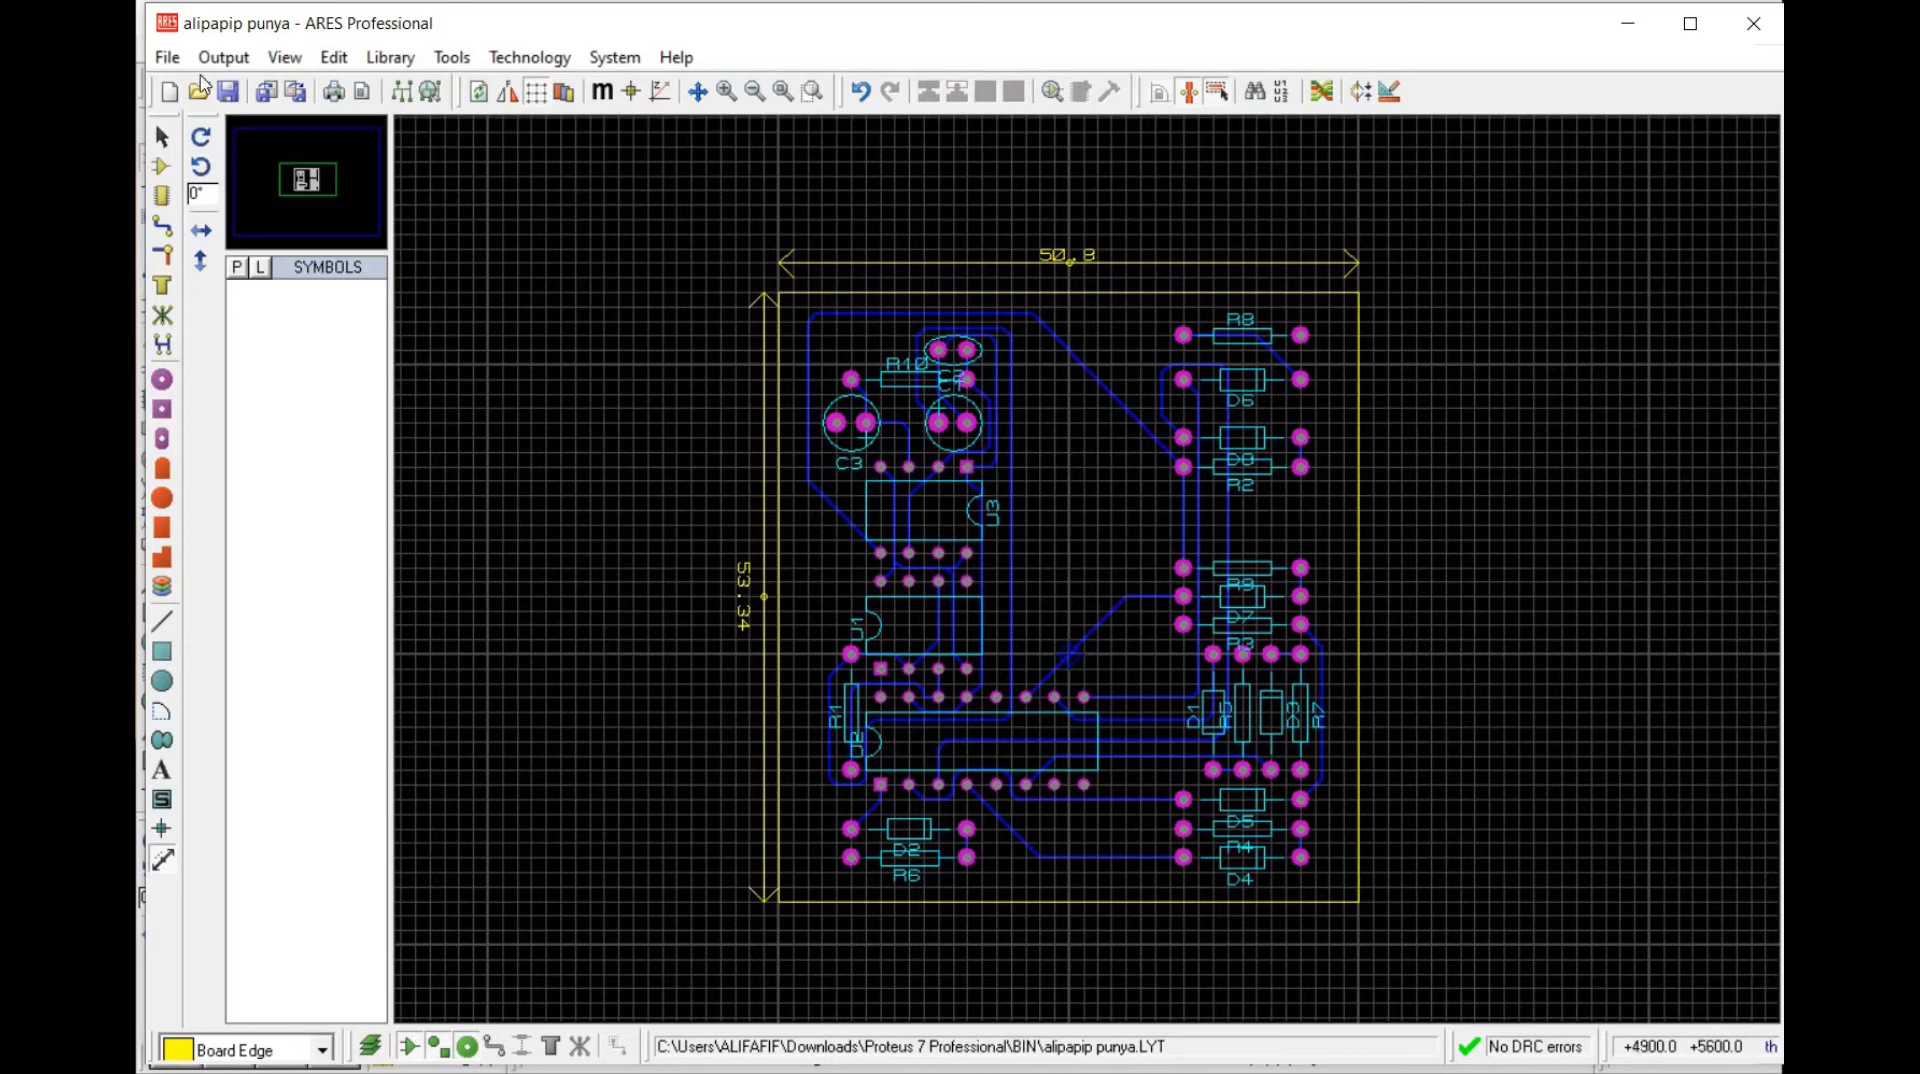 ARES alipapip punya - ARES Professional
File Output View Edit Library Tools Technology System Help
m
0°
P L SYMBOLS
50.8
53.34
R8
R10
C2
C1
D6
C3
D8
R2
U3
R9
D7
U1
R3
R1
D1
R5
D3
R7
U2
D5
D2
R4
R6
D4
A
S
Board Edge
C:\Users\ALIFAFIF\Downloads\Proteus 7 Professional\BIN\alipapip punya.LYT
No DRC errors
+4900.0 +5600.0 th